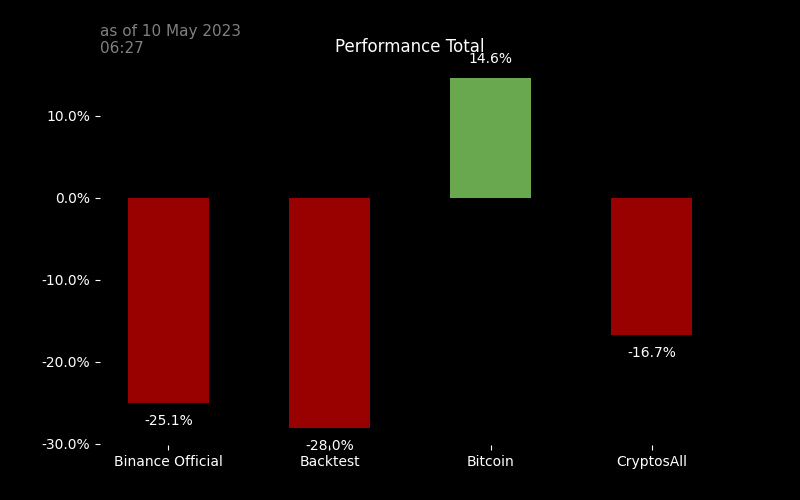 as of 10 May 2023
06:27
Performance Total
14.6%
10.0%
0.0%
-10.0%
-20.0%
-30.0%
-16.7%
-25.1%
-28.0%
Binance Official
Backtest
Bitcoin
CryptosAll